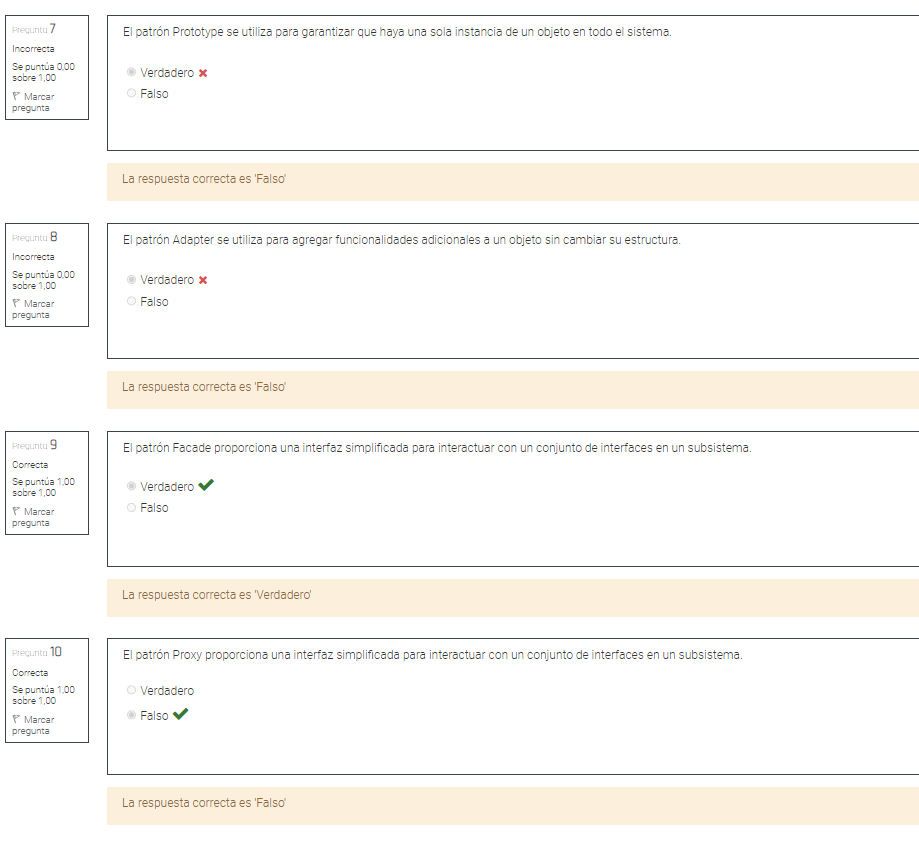 Pregunta 7
Incorrecta
Se puntúa 0,00
sobre 1,00
Marcar
pregunta
El patrón Prototype se utiliza para garantizar que haya una sola instancia de un objeto en todo el sistema.
Verdadero
Falso
La respuesta correcta es 'Falso'
Pregunta 8
Incorrecta
Se puntúa 0,00
sobre 1,00
Marcar
pregunta
El patrón Adapter se utiliza para agregar funcionalidades adicionales a un objeto sin cambiar su estructura.
Verdadero
Falso
La respuesta correcta es 'Falso'
Pregunta 9
Correcta
Se puntúa 1,00
sobre 1,00
Marcar
pregunta
El patrón Facade proporciona una interfaz simplificada para interactuar con un conjunto de interfaces en un subsistema.
Verdadero
Falso
La respuesta correcta es 'Verdadero'
Pregunta 10
Correcta
Se puntúa 1,00
sobre 1,00
Marcar
pregunta
El patrón Proxy proporciona una interfaz simplificada para interactuar con un conjunto de interfaces en un subsistema.
Verdadero
Falso
La respuesta correcta es 'Falso'